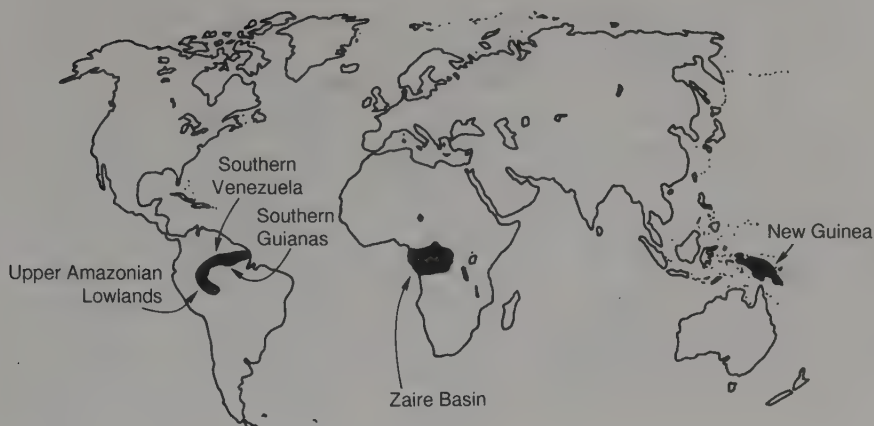 Southern
Venezuela
Southern
Guianas
New Guinea
Upper Amazonian
Lowlands
Zaire Basin